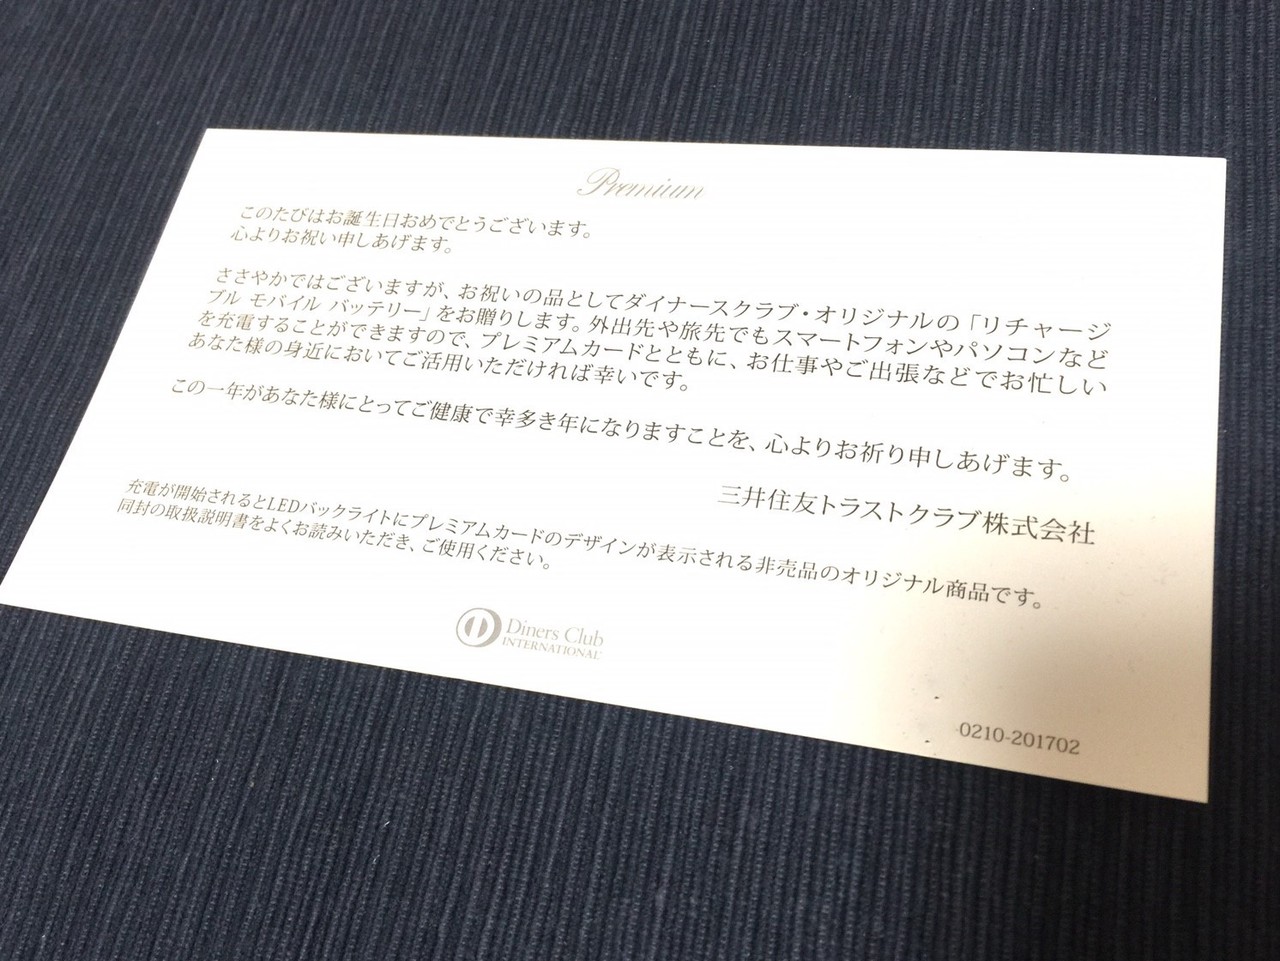 Premium
このたびはお誕生日おめでとうございます。
心よりお祝い申しあげます。
ささやかではございますが、お祝いの品としてダイナースクラブ・オリジナルの「リチャージ
ブル モバイル バッテリー」をお贈りします。外出先や旅先でもスマートフォンやパソコンなど
を充電することができますので、プレミアムカードとともに、お仕事やご出張などでお忙しい
あなた様の身近においてご活用いただければ幸いです。
この一年があなた様にとってご健康で幸多き年になりますことを、心よりお祈り申しあげます。
三井住友トラストクラブ株式会社
充電が開始されるとLEDバックライトにプレミアムカードのデザインが表示される非売品のオリジナル商品です。
同封の取扱説明書をよくお読みいただき、ご使用ください。
Diners Club
INTERNATIONAL
0210-201702